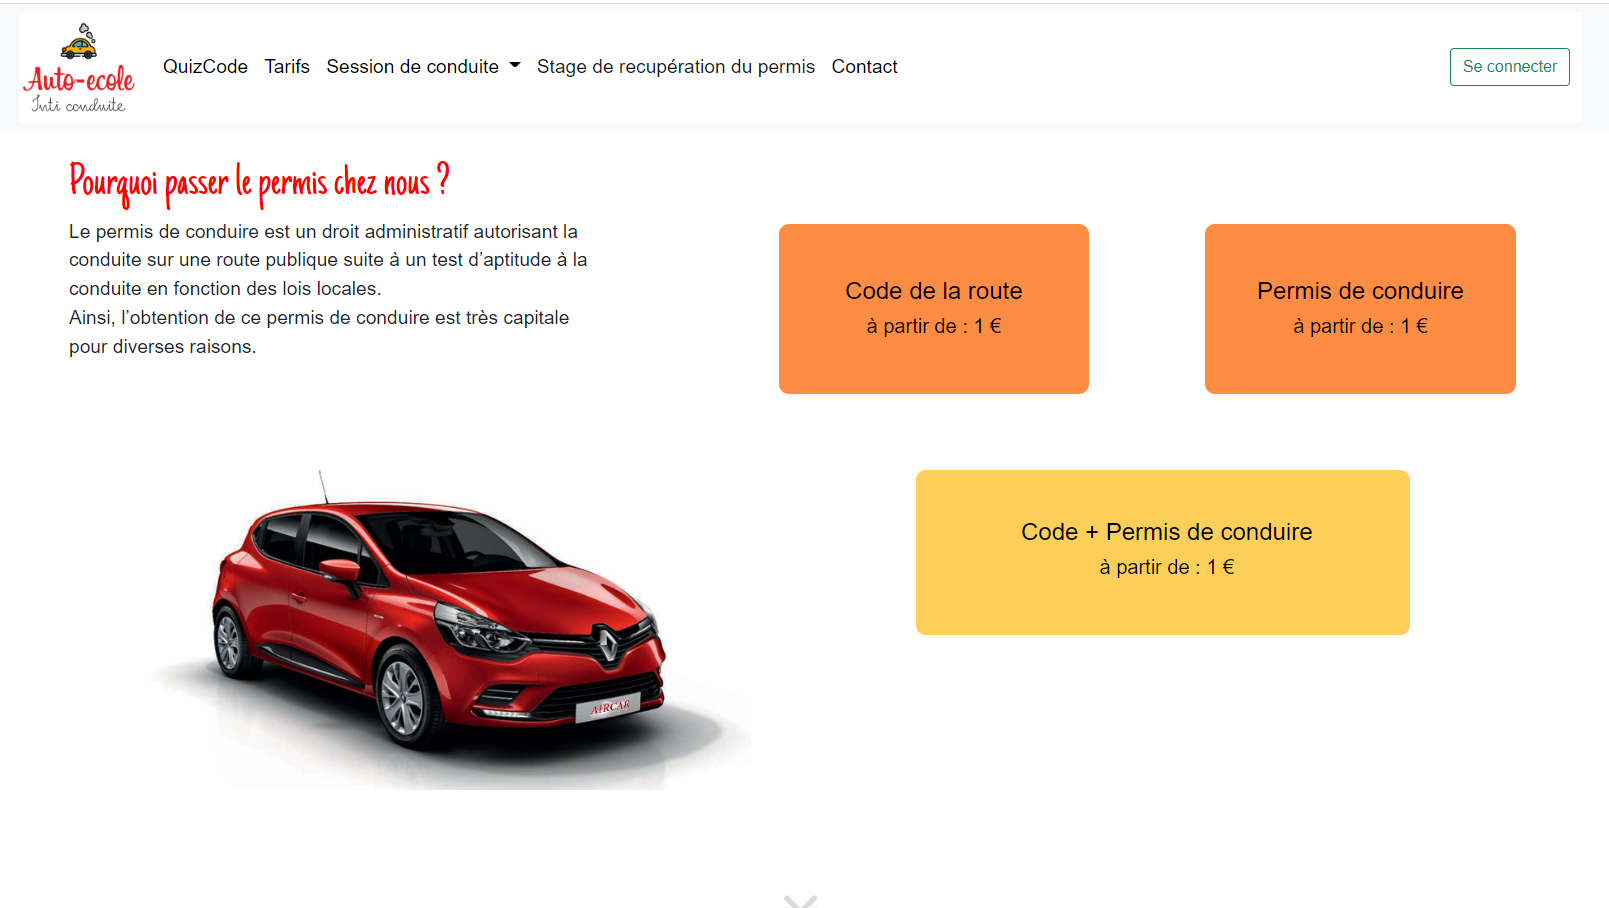 Auto-ecole
Inti conduite
QuizCode Tarifs Session de conduite Stage de recupération du permis Contact
Se connecter
Pourquoi passer le permis chez nous ?
Le permis de conduire est un droit administratif autorisant la
conduite sur une route publique suite à un test d’aptitude à la
conduite en fonction des lois locales.
Ainsi, l’obtention de ce permis de conduire est très capitale
pour diverses raisons.
Code de la route
à partir de : 1 €
Permis de conduire
à partir de : 1 €
Code + Permis de conduire
à partir de : 1 €
AIRCAR